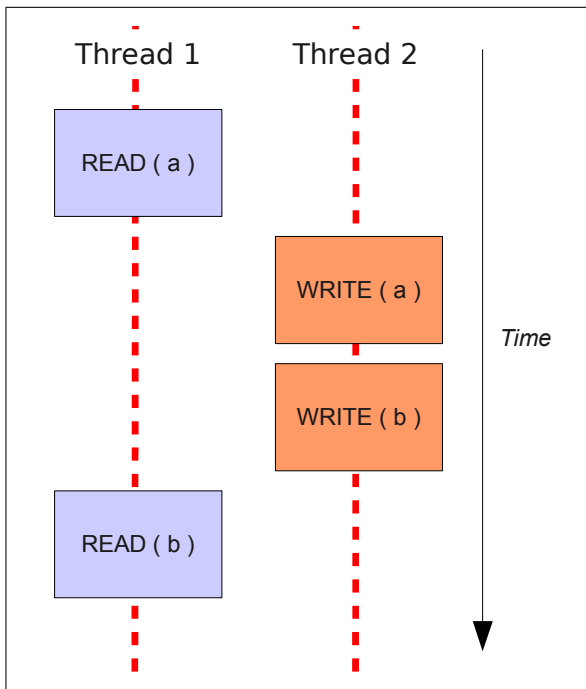 Thread 1
Thread 2
READ ( a )
WRITE ( a )
Time
WRITE ( b )
READ ( b )